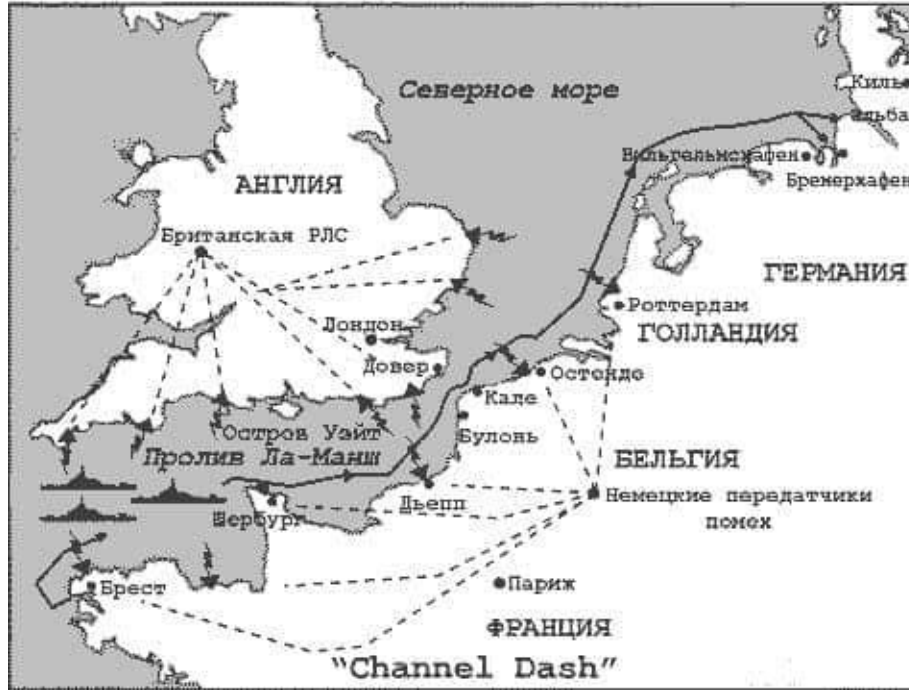 Северное море
Киль
Эльба
Вильгельмсхафен
Бремерхафен
АНГЛИЯ
Британская РЛС
ГЕРМАНИЯ
Роттердам
Лондон
ГОЛЛАНДИЯ
Довер
Остенде
Кале
Остров Уайт
Булонь
Пролив Ла-Манш
БЕЛЬГИЯ
Немецкие передатчики
помех
Шербург
Дьепп
Брест
Париж
ФРАНЦИЯ
“Channel Dash”